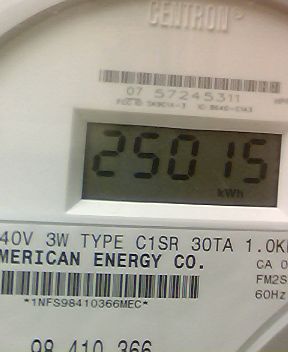 CENTRON®
07 57245311
25015
kWh
40V 3W TYPE C1SR 30TA 1.0K
MERICAN ENERGY CO.
CA 0
FM2S
*1NFS98410366MEC*
60Hz
98 410 366